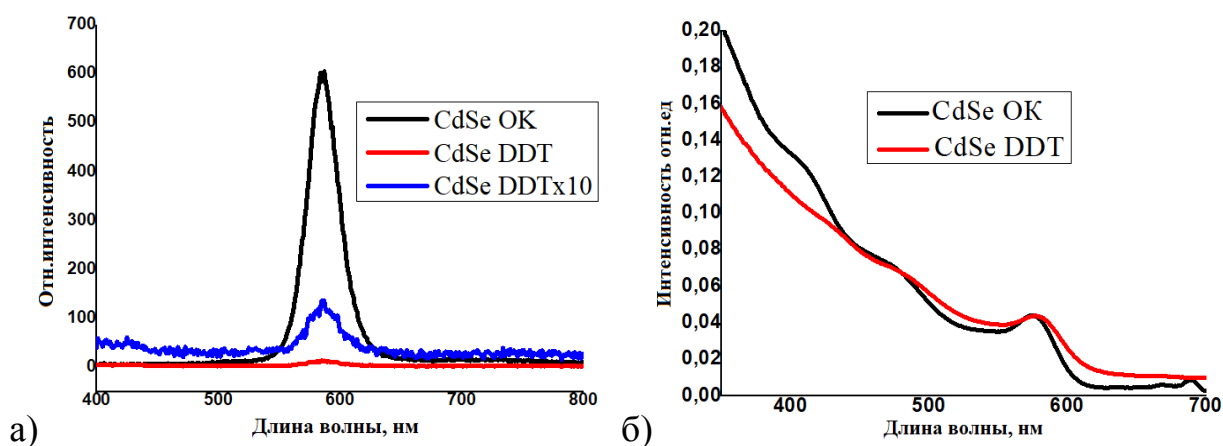 700
600
500
400
300
200
100
0
Отн.интенсивность
CdSe OK
CdSe DDT
CdSe DDTx10
400 500 600 700 800
Длина волны, нм
а)
0,20
0,18
0,16
0,14
0,12
0,10
0,08
0,06
0,04
0,02
0,00
Интенсивность отн.ед
CdSe OK
CdSe DDT
400 500 600 700
Длина волны, нм
б)